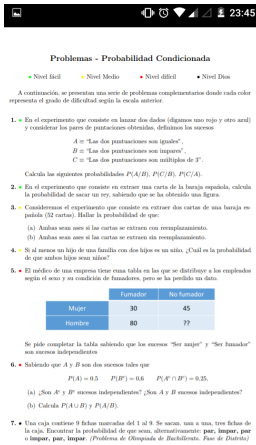 23:45
Problemas - Probabilidad Condicionada
• Nivel fácil • Nivel Medio • Nivel difícil • Nivel Dios
A continuación, se presentan una serie de problemas complementarios donde cada color
representa el grado de dificultad según la escala anterior.
1. • En el experimento que consiste en lanzar dos dados (digamos uno rojo y otro azul)
y considerar los pares de puntuaciones obtenidas, definimos los sucesos
A ≡ "Las dos puntuaciones son iguales",
B ≡ "Las dos puntuaciones son impares",
C ≡ "Las dos puntuaciones son múltiplos de 3".
Calcula las siguientes probabilidades P(A/B), P(C/B), P(C/A).
2. • En el experimento que consiste en extraer una carta de la baraja española, calcula
la probabilidad de sacar un rey, sabiendo que se ha obtenido una figura.
3. • Consideremos el experimento que consiste en extraer dos cartas de una baraja es-
pañola (52 cartas). Hallar la probabilidad de que:
(a) Ambas sean ases si las cartas se extraen con reemplazamiento.
(b) Ambas sean ases si las cartas se extraen sin reemplazamiento.
4. • Si al menos un hijo de una familia con dos hijos es un niño. ¿Cuál es la probabilidad
de que ambos hijos sean niños?
5. • El médico de una empresa tiene una tabla en las que se distribuye a los empleados
según el sexo y su condición de fumadores, pero se ha perdido un dato.
Fumador No fumador
Mujer 30 45
Hombre 80 ??
Se pide completar la tabla sabiendo que los sucesos "Ser mujer" y "Ser fumador"
son sucesos independientes
6. • Sabiendo que A y B son dos sucesos tales que
P(A) = 0,5 P(Bᶜ) = 0,6 P(Aᶜ ∩ Bᶜ) = 0,25,
(a) ¿Son Aᶜ y Bᶜ sucesos independientes? ¿Son A y B sucesos independientes?
(b) Calcula P(A ∪ B) y P(A/B).
7. • Una caja contiene 9 fichas marcadas del 1 al 9. Se sacan, una a una, tres fichas de
la caja. Encontrar la probabilidad de que sean, alternativamente: par, impar, par
o impar, par, impar. (Problema de Olimpiada de Bachillerato. Fase de Distrito)